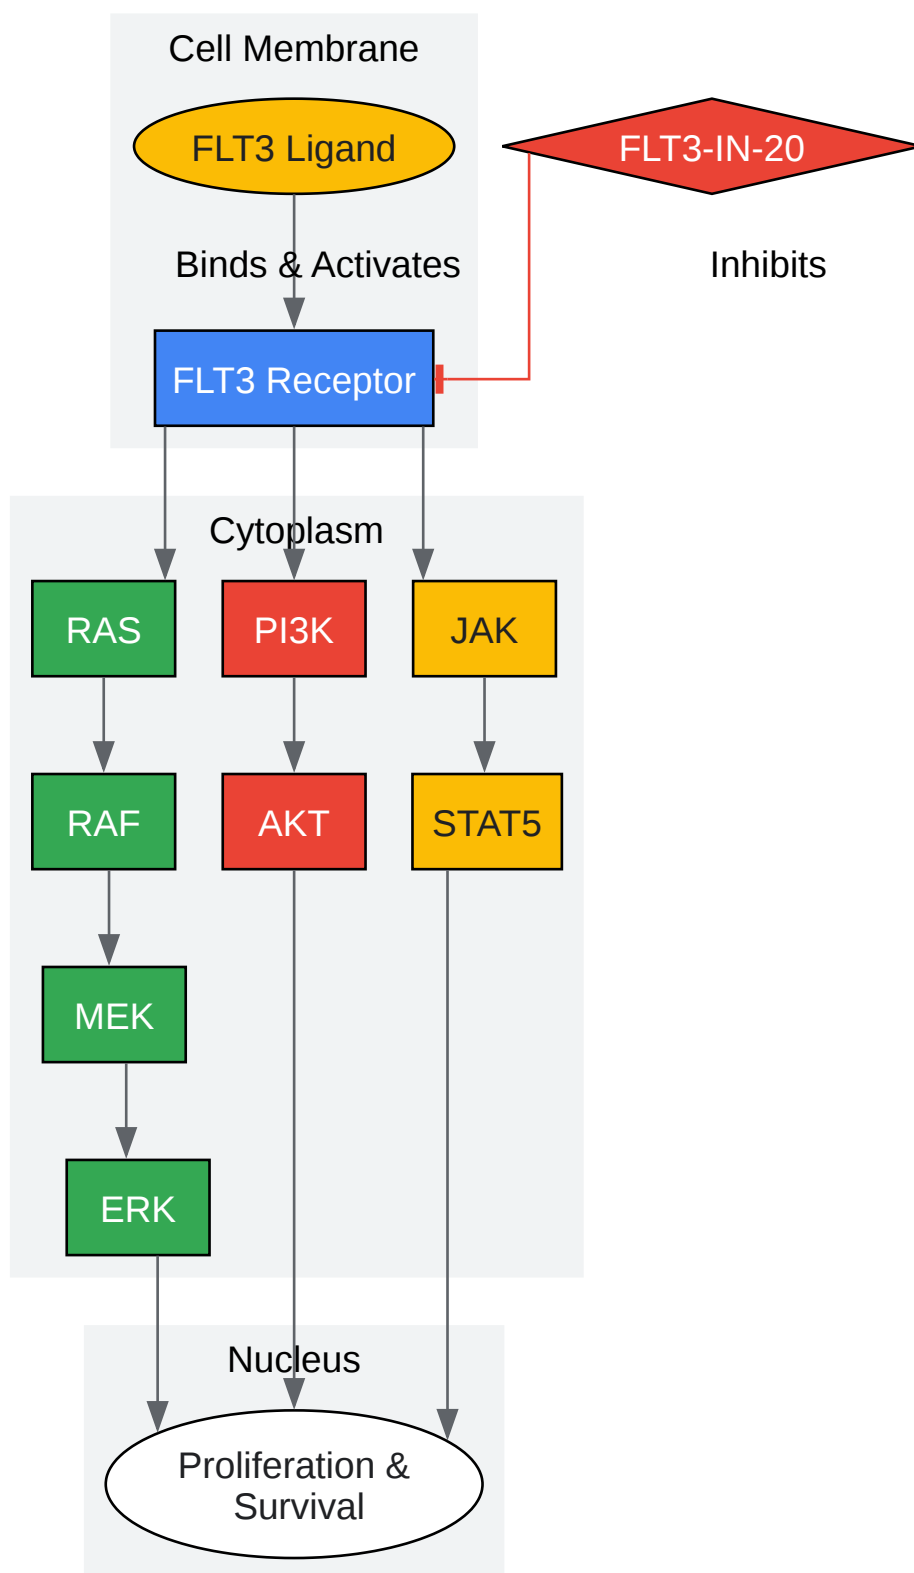 Cell Membrane
FLT3 Ligand
FLT3-IN-20
Binds & Activates
Inhibits
FLT3 Receptor
Cytoplasm
RAS
PI3K
JAK
RAF
AKT
STAT5
MEK
ERK
Nucleus
Proliferation &
Survival